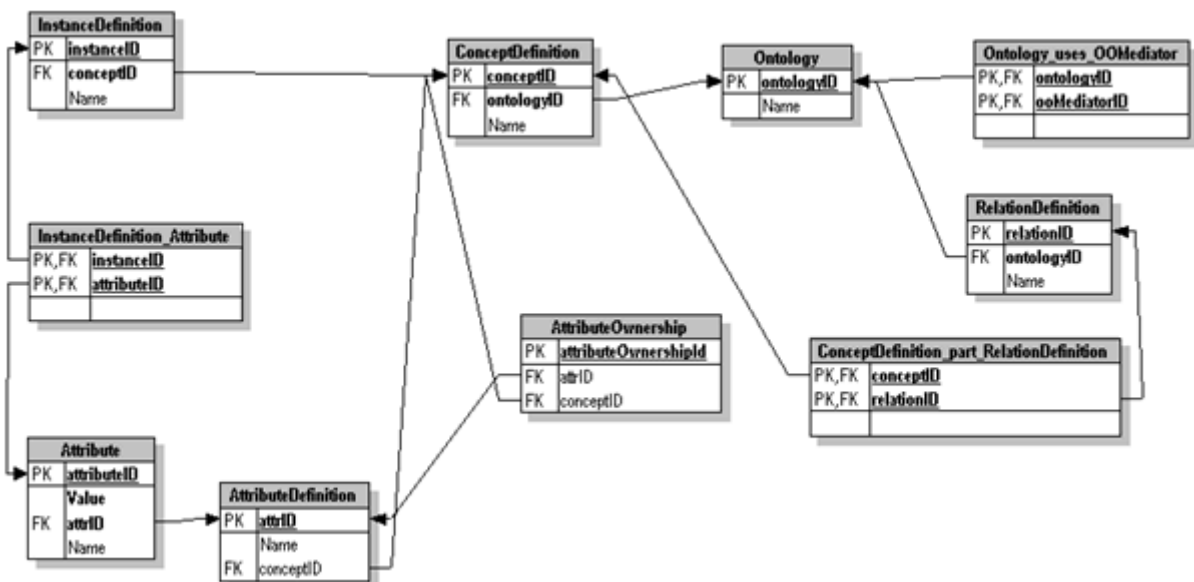 InstanceDefinition
PK instanceID
FK conceptID
Name
ConceptDefinition
PK conceptID
FK ontologyID
Name
Ontology
PK ontologyID
Name
Ontology_uses_OOMediator
PK,FK ontologyID
PK,FK ooMediatorID
RelationDefinition
PK relationID
FK ontologyID
Name
InstanceDefinition_Attribute
PK,FK instanceID
PK,FK attributeID
AttributeOwnership
PK attributeOwnershipId
FK attrID
FK conceptID
ConceptDefinition_part_RelationDefinition
PK,FK conceptID
PK,FK relationID
Attribute
PK attributeID
Value
FK attrID
Name
AttributeDefinition
PK attrID
Name
FK conceptID